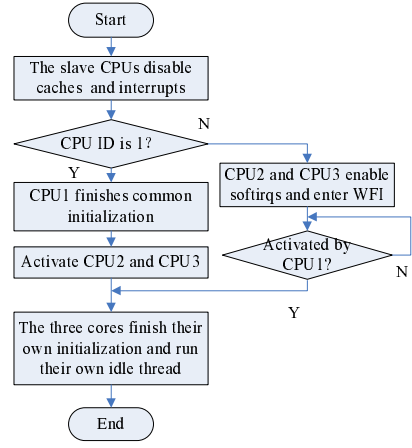 Start
The slave CPUs disable
caches and interrupts
CPU ID is 1?
N
Y
CPU2 and CPU3 enable
softirqs and enter WFI
CPU1 finishes common
initialization
Activated by
CPU1?
N
Activate CPU2 and CPU3
Y
The three cores finish their
own initialization and run
their own idle thread
End